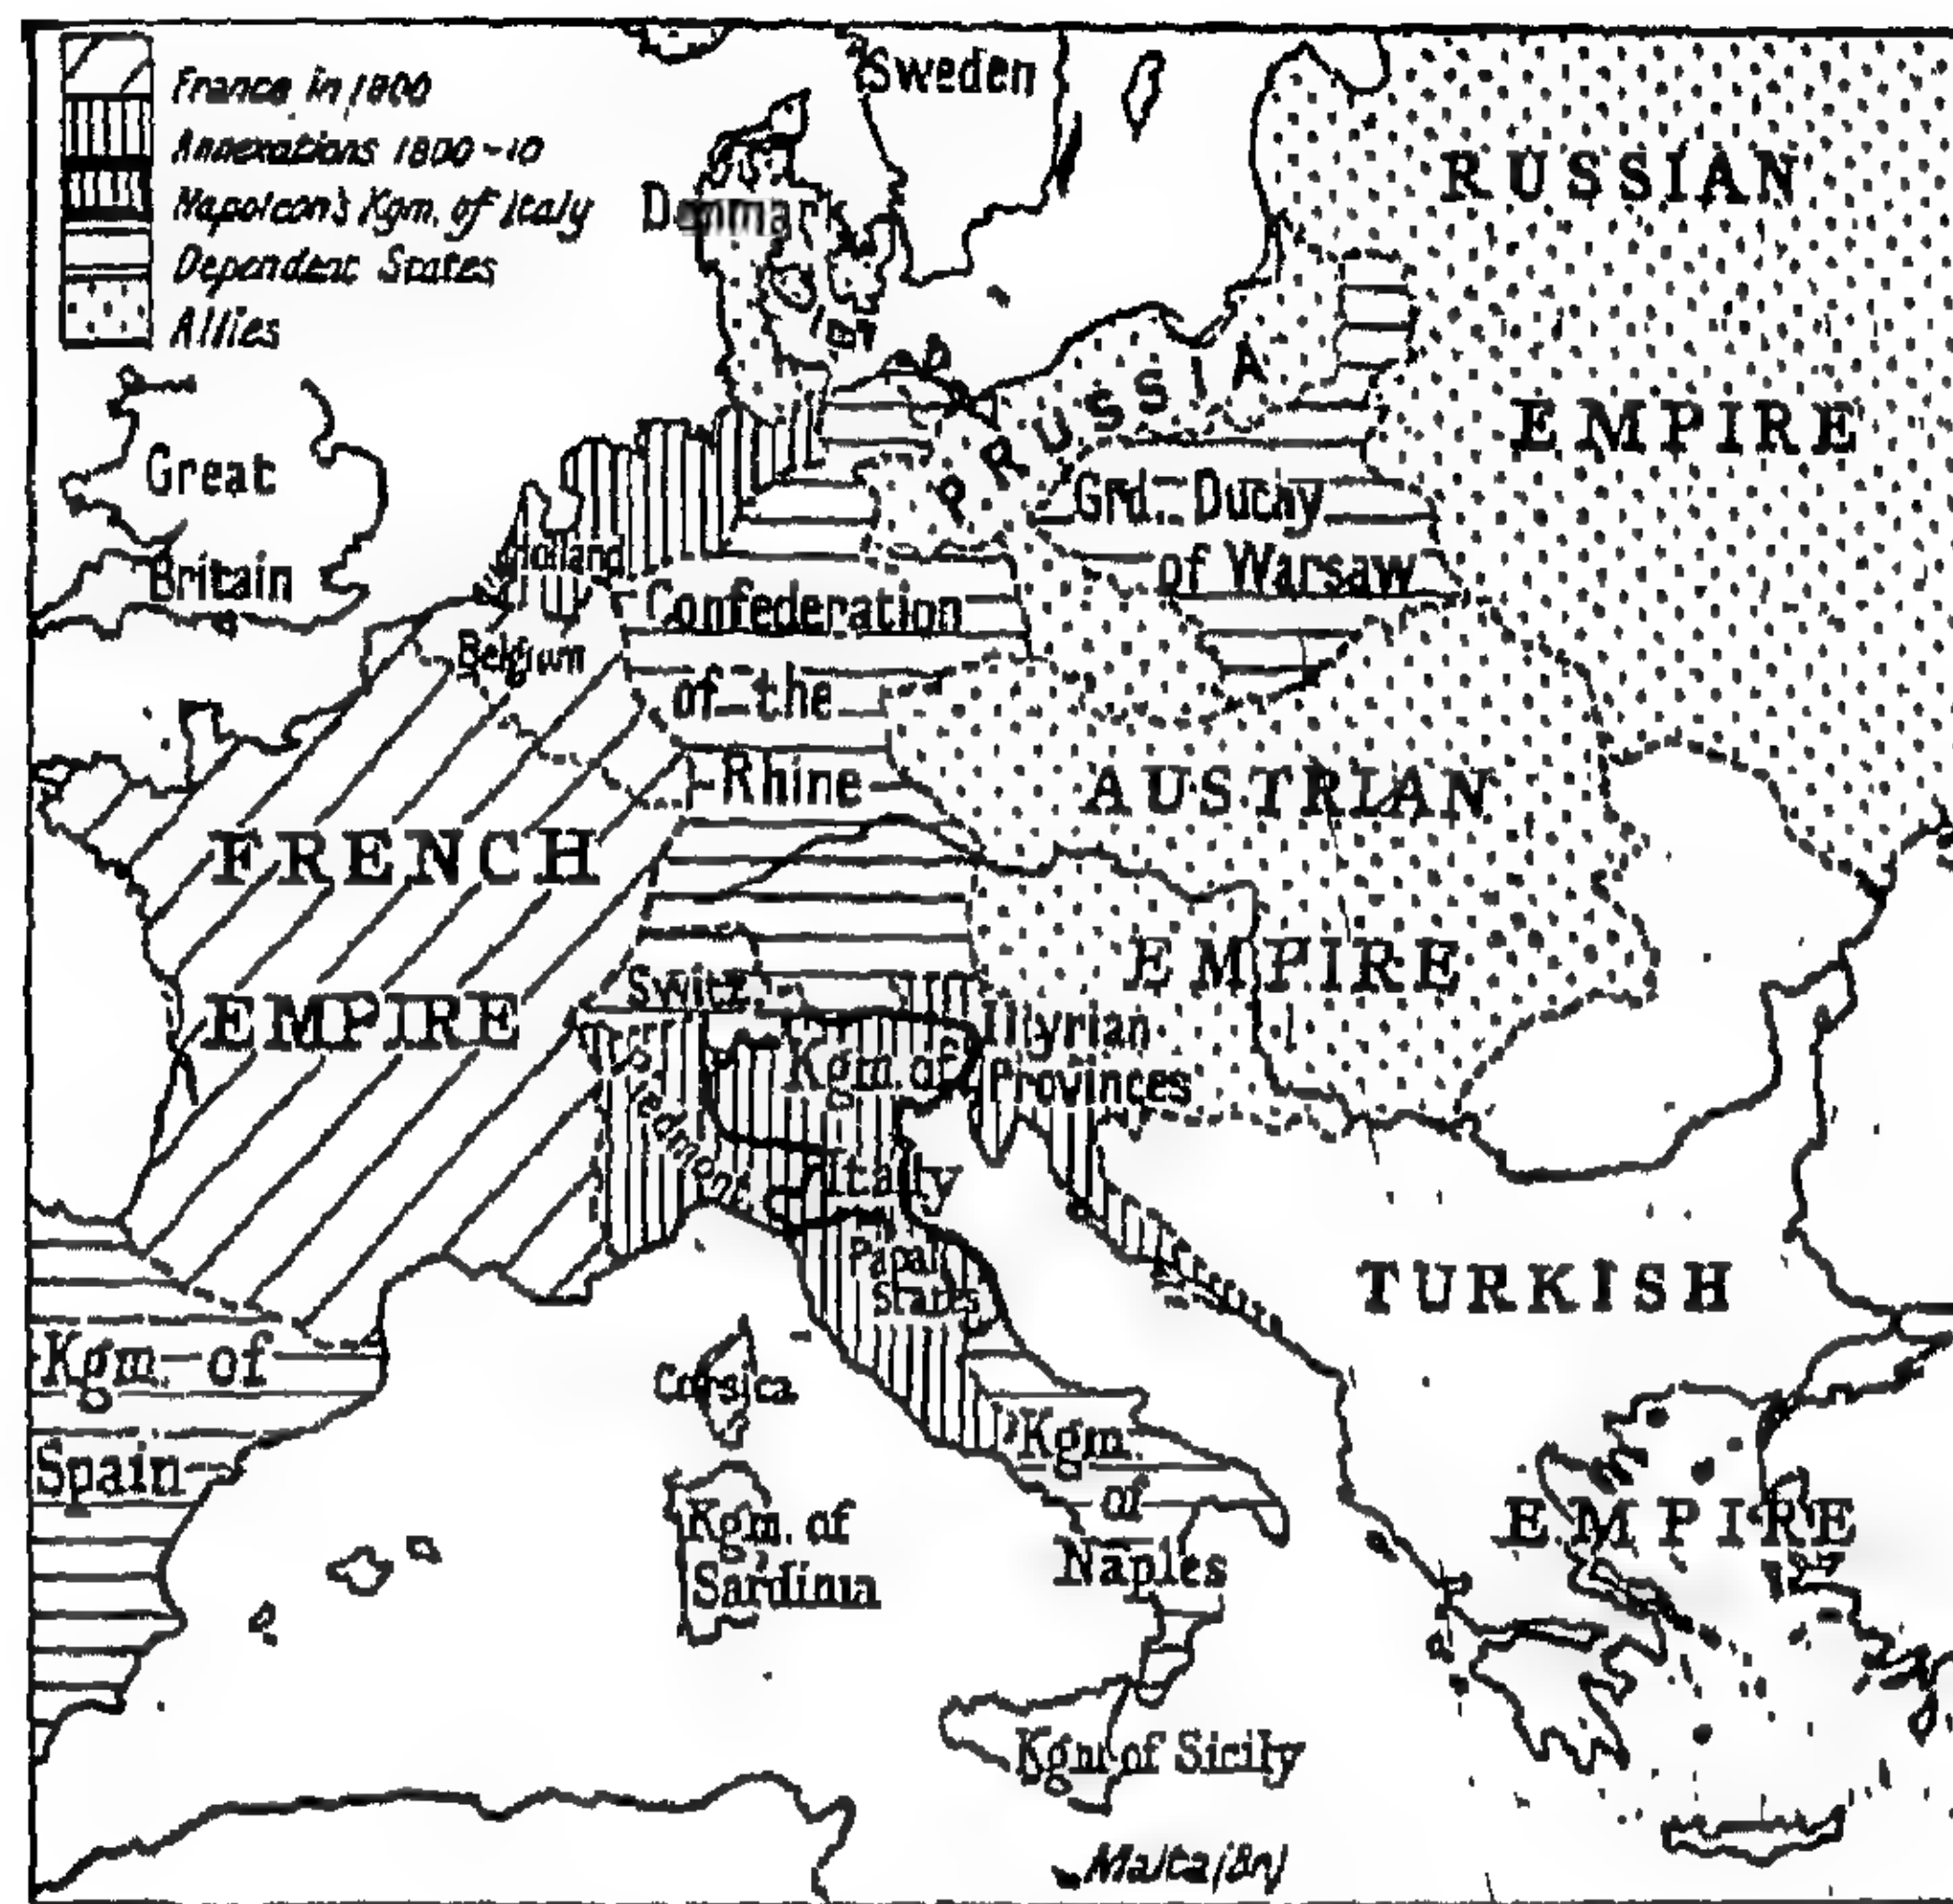 France in 1800
Annexations 1800-10
Napoleon's Kgm. of Italy
Dependent States
Allies
Sweden
Denmark
RUSSIAN
EMPIRE
PRUSSIA
Great
Britain
Holland
Belgium
Grd. Duchy
of Warsaw
Confederation
of the
Rhine
AUSTRIAN
EMPIRE
FRENCH
EMPIRE
Switz.
Illyrian
Provinces
Kgm. of
Italy
Piedmont
Papal
States
TURKISH
EMPIRE
Kgm. of
Spain
Corsica
Kgm. of
Sardinia
Kgm.
of
Naples
Kgm of Sicily
Malta (Br)